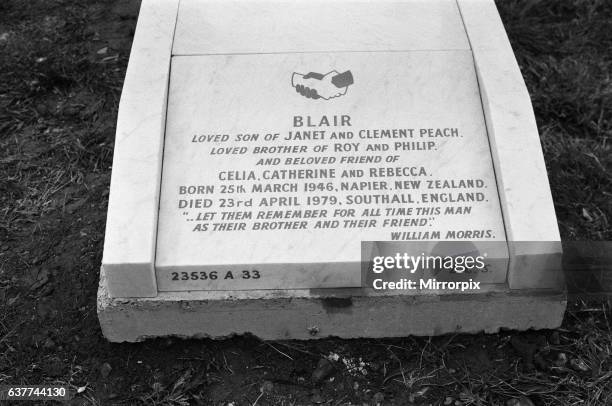 BLAIR
LOVED SON OF JANET AND CLEMENT PEACH.
LOVED BROTHER OF ROY AND PHILIP.
AND BELOVED FRIEND OF
CELIA, CATHERINE AND REBECCA.
BORN 25th MARCH 1946, NAPIER, NEW ZEALAND.
DIED 23rd APRIL 1979, SOUTHALL, ENGLAND.
"...LET THEM REMEMBER FOR ALL TIME THIS MAN
AS THEIR BROTHER AND THEIR FRIEND".
WILLIAM MORRIS.
23536 A 33
gettyimages
Credit: Mirrorpix
637744130